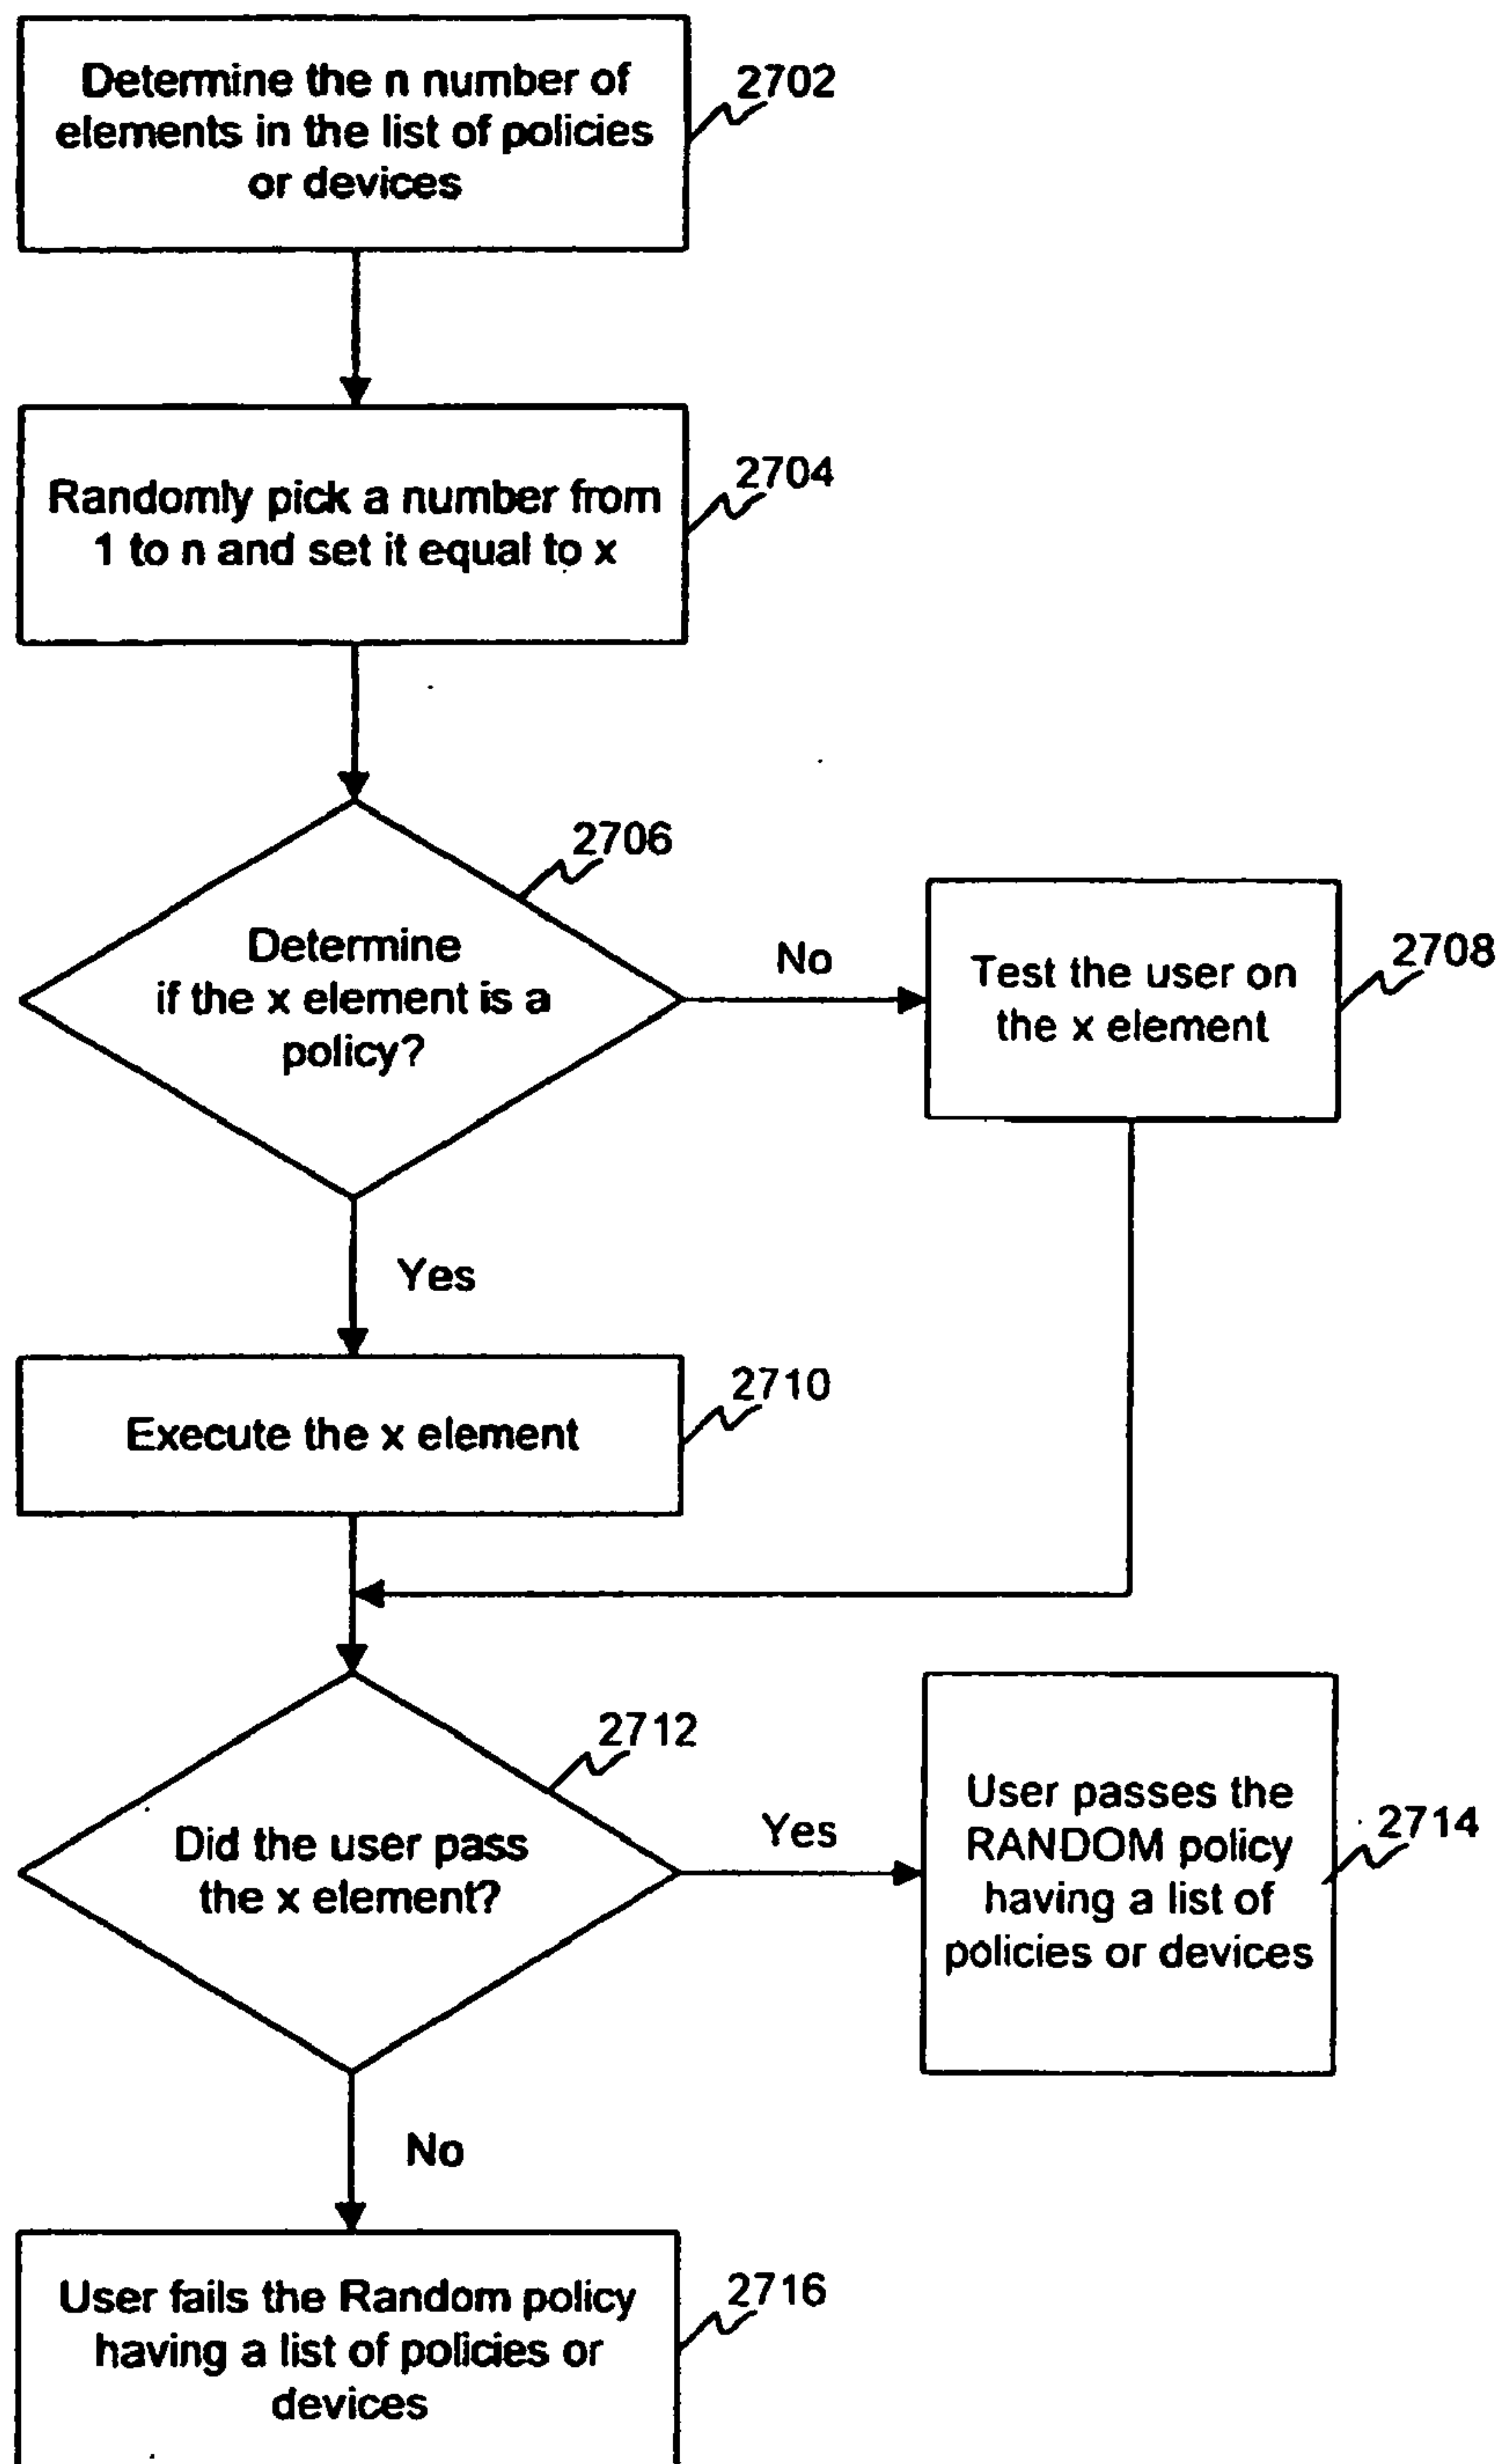 Determine the n number of
elements in the list of policies
or devices
2702
Randomly pick a number from
1 to n and set it equal to x
2704
2706
Determine
if the x element is a
policy?
No
Test the user on
the x element
2708
Yes
Execute the x element
2710
2712
Did the user pass
the x element?
Yes
User passes the
RANDOM policy
having a list of
policies or devices
2714
No
User fails the Random policy
having a list of policies or
devices
2716